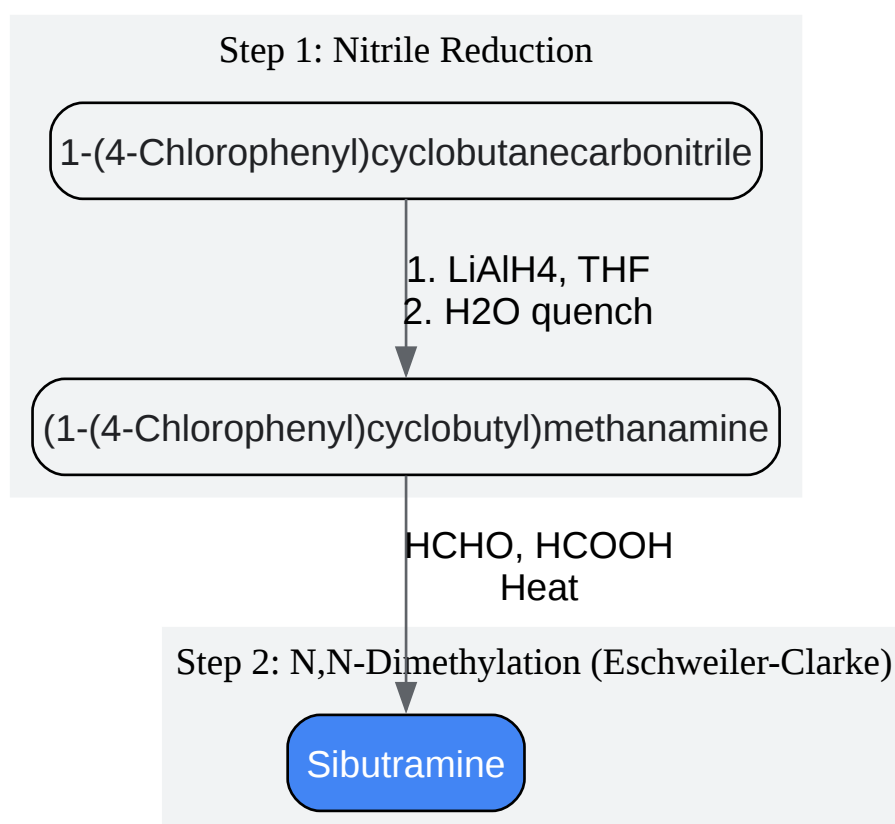 Step 1: Nitrile Reduction
1-(4-Chlorophenyl)cyclobutanecarbonitrile
1. LiAlH4, THF
2. H2O quench
(1-(4-Chlorophenyl)cyclobutyl)methanamine
HCHO, HCOOH
Heat
Step 2: N,N-Dimethylation (Eschweiler-Clarke)
Sibutramine